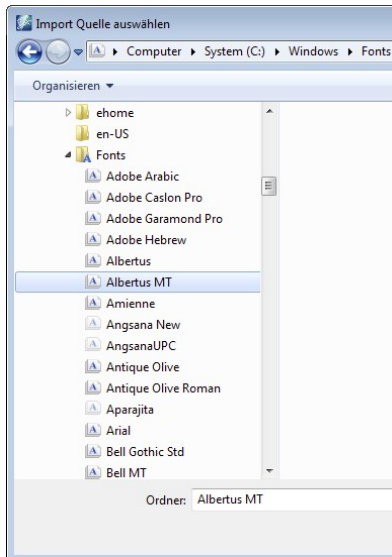 Import Quelle auswählen
Computer ▸ System (C:) ▸ Windows ▸ Fonts
Organisieren
ehome
en-US
Fonts
Adobe Arabic
Adobe Caslon Pro
Adobe Garamond Pro
Adobe Hebrew
Albertus
Albertus MT
Amienne
Angsana New
AngsanaUPC
Antique Olive
Antique Olive Roman
Aparajita
Arial
Bell Gothic Std
Bell MT
Ordner: Albertus MT